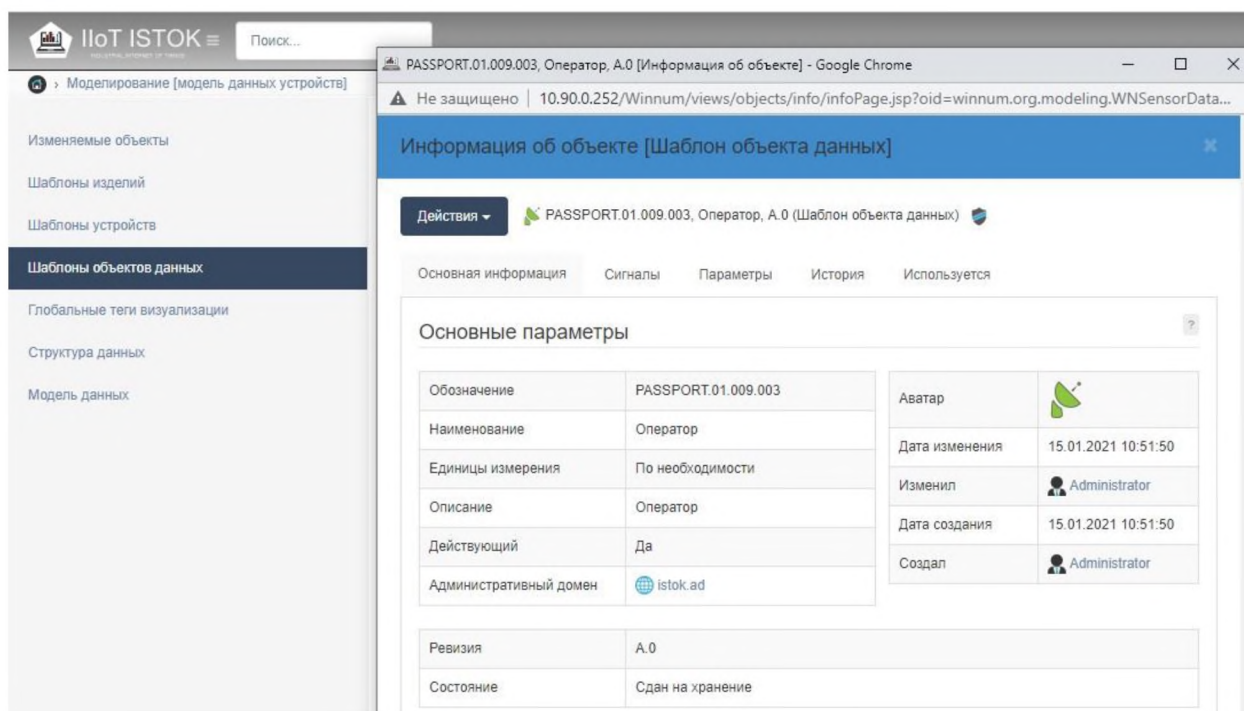 IIoT ISTOK
INDUSTRIAL INTERNET OF THINGS
Поиск...
Моделирование [модель данных устройств]
Изменяемые объекты
Шаблоны изделий
Шаблоны устройств
Шаблоны объектов данных
Глобальные теги визуализации
Структура данных
Модель данных
PASSPORT.01.009.003, Оператор, A.0 [Информация об объекте] - Google Chrome
Не защищено | 10.90.0.252/Winnum/views/objects/info/infoPage.jsp?oid=winnum.org.modeling.WNSensorData...
Информация об объекте [Шаблон объекта данных]
Действия
PASSPORT.01.009.003, Оператор, A.0 (Шаблон объекта данных)
Основная информация Сигналы Параметры История Используется
Основные параметры
?
Обозначение PASSPORT.01.009.003
Наименование Оператор
Единицы измерения По необходимости
Описание Оператор
Действующий Да
Административный домен istok.ad
Аватар
Дата изменения 15.01.2021 10:51:50
Изменил Administrator
Дата создания 15.01.2021 10:51:50
Создал Administrator
Ревизия A.0
Состояние Сдан на хранение